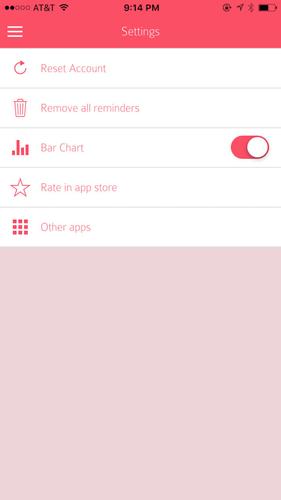 AT&T 9:14 PM
Settings
Reset Account
Remove all reminders
Bar Chart
Rate in app store
Other apps